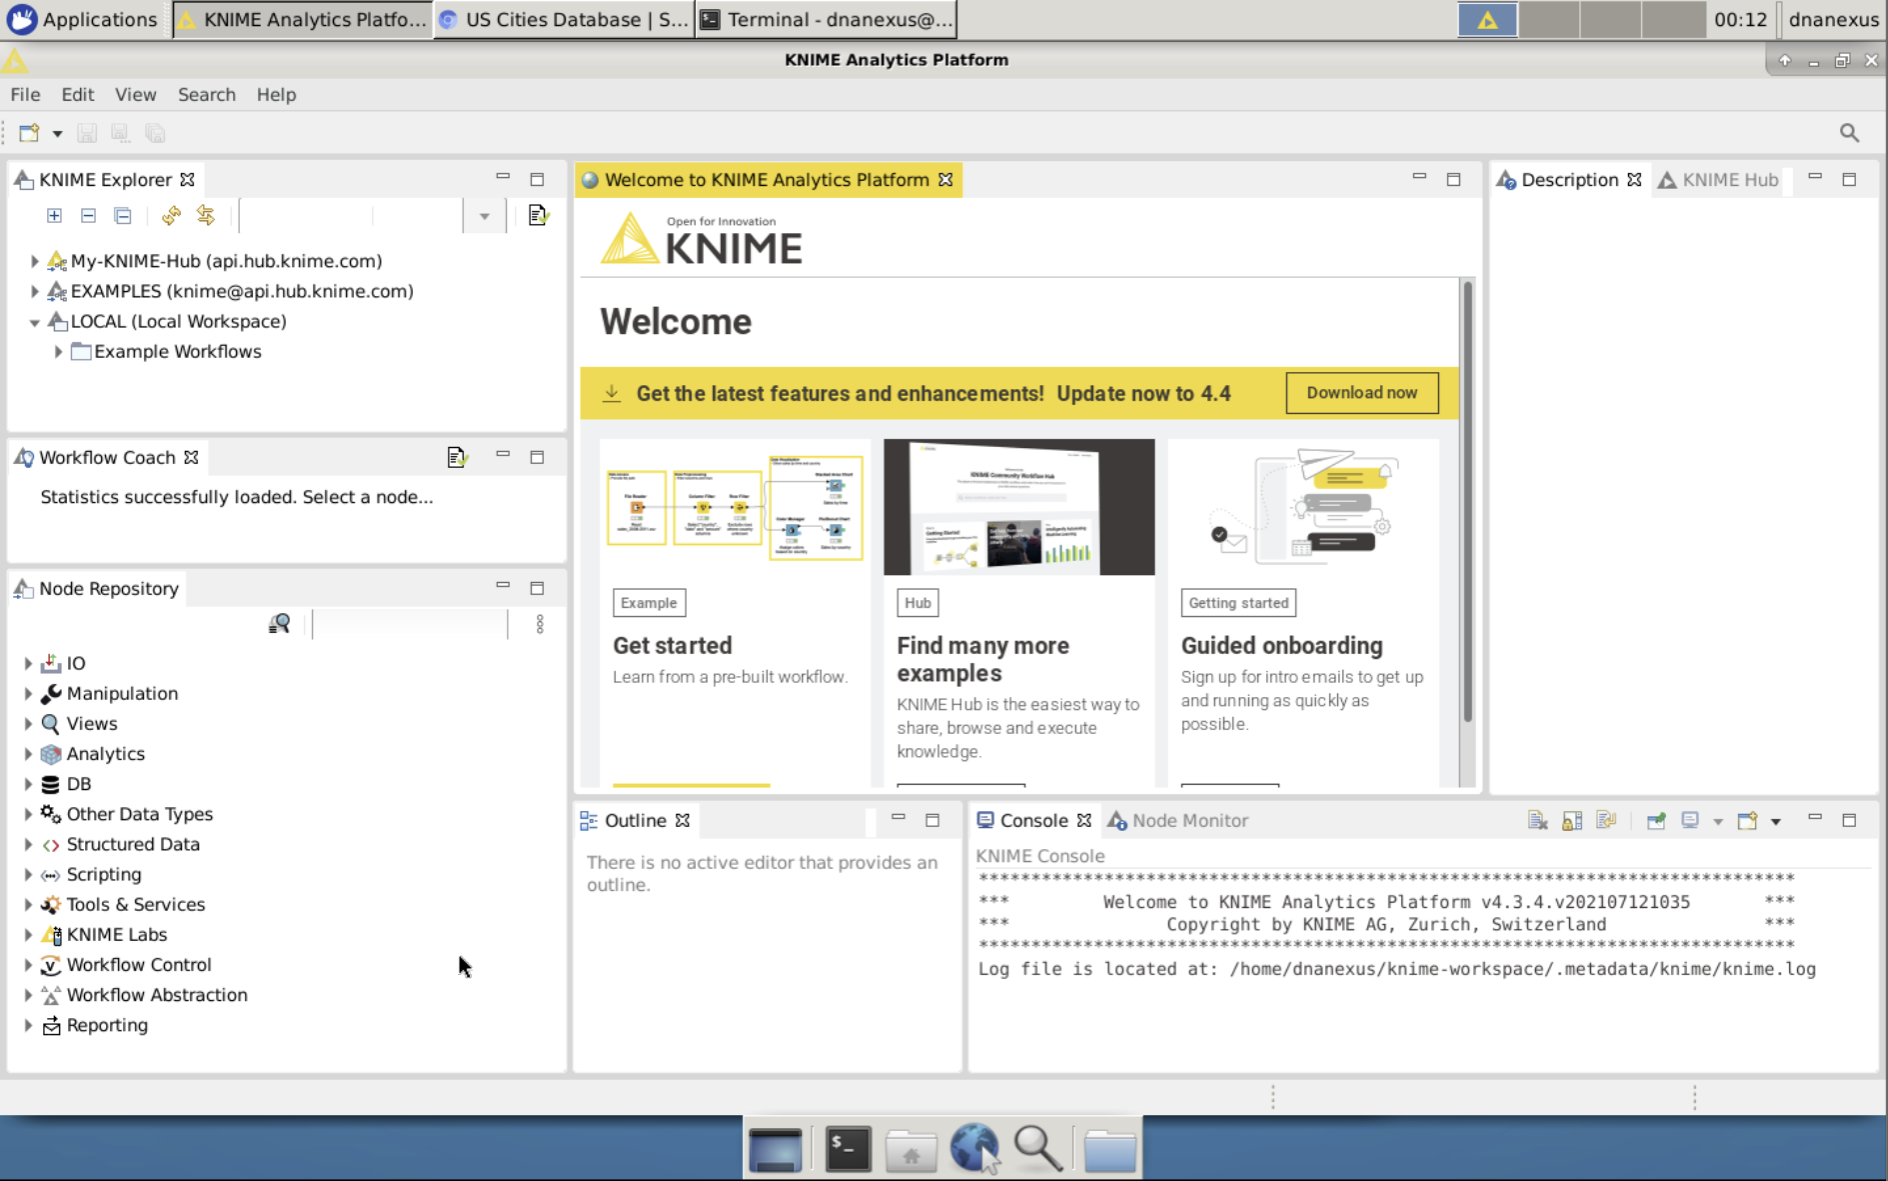 Applications
KNIME Analytics Platfo...
US Cities Database | S...
Terminal - dnanexus@...
00:12
dnanexus
KNIME Analytics Platform
File Edit View Search Help
KNIME Explorer
My-KNIME-Hub (api.hub.knime.com)
EXAMPLES (knime@api.hub.knime.com)
LOCAL (Local Workspace)
Example Workflows
Workflow Coach
Statistics successfully loaded. Select a node...
Node Repository
IO
Manipulation
Views
Analytics
DB
Other Data Types
Structured Data
Scripting
Tools & Services
KNIME Labs
Workflow Control
Workflow Abstraction
Reporting
Welcome to KNIME Analytics Platform
Open for Innovation
KNIME
Welcome
Get the latest features and enhancements! Update now to 4.4
Download now
Example
Get started
Learn from a pre-built workflow.
Hub
Find many more
examples
KNIME Hub is the easiest way to
share, browse and execute
knowledge.
Getting started
Guided onboarding
Sign up for intro emails to get up
and running as quickly as
possible.
Description
KNIME Hub
Outline
There is no active editor that provides an
outline.
Console
Node Monitor
KNIME Console
*** Welcome to KNIME Analytics Platform v4.3.4.v202107121035 ***
*** Copyright by KNIME AG, Zurich, Switzerland ***
Log file is located at: /home/dnanexus/knime-workspace/.metadata/knime/knime.log